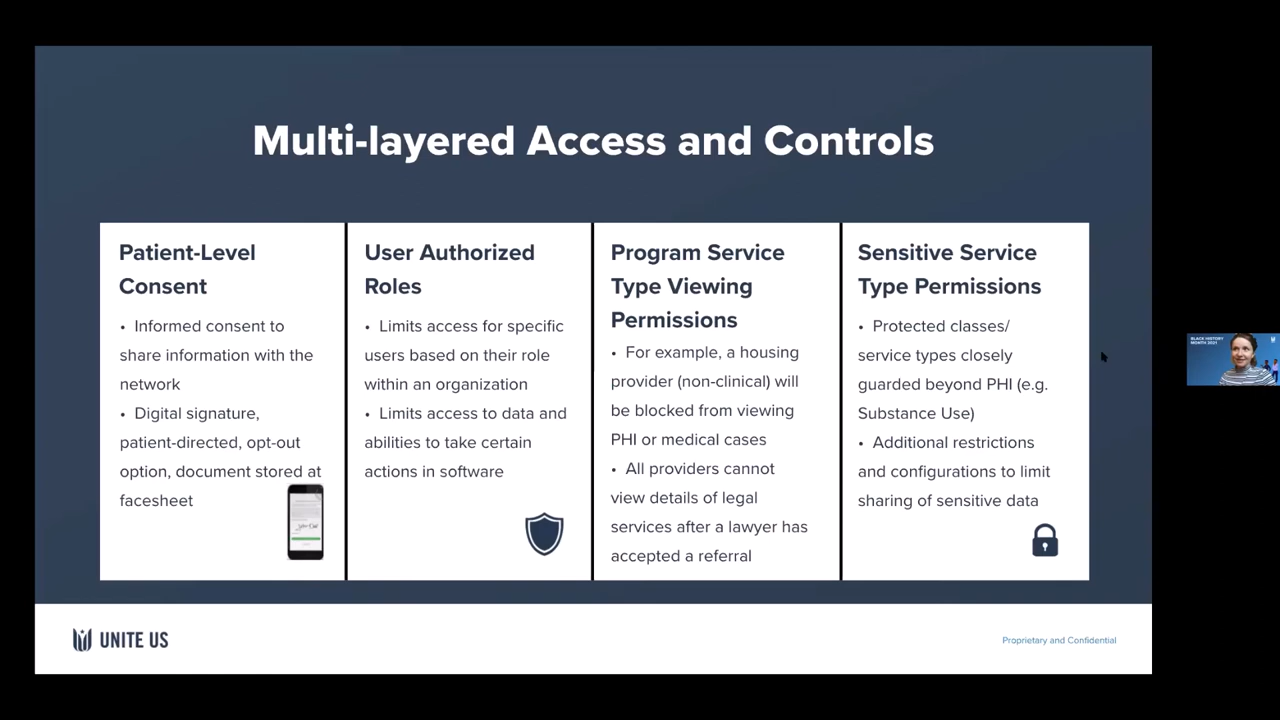 Multi-layered Access and Controls
Patient-Level
Consent
• Informed consent to
share information with the
network
• Digital signature,
patient-directed, opt-out
option, document stored at
facesheet
User Authorized
Roles
• Limits access for specific
users based on their role
within an organization
• Limits access to data and
abilities to take certain
actions in software
Program Service
Type Viewing
Permissions
• For example, a housing
provider (non-clinical) will
be blocked from viewing
PHI or medical cases
• All providers cannot
view details of legal
services after a lawyer has
accepted a referral
Sensitive Service
Type Permissions
• Protected classes/
service types closely
guarded beyond PHI (e.g.
Substance Use)
• Additional restrictions
and configurations to limit
sharing of sensitive data
UNITE US
Proprietary and Confidential
BLACK HISTORY
MONTH 2021